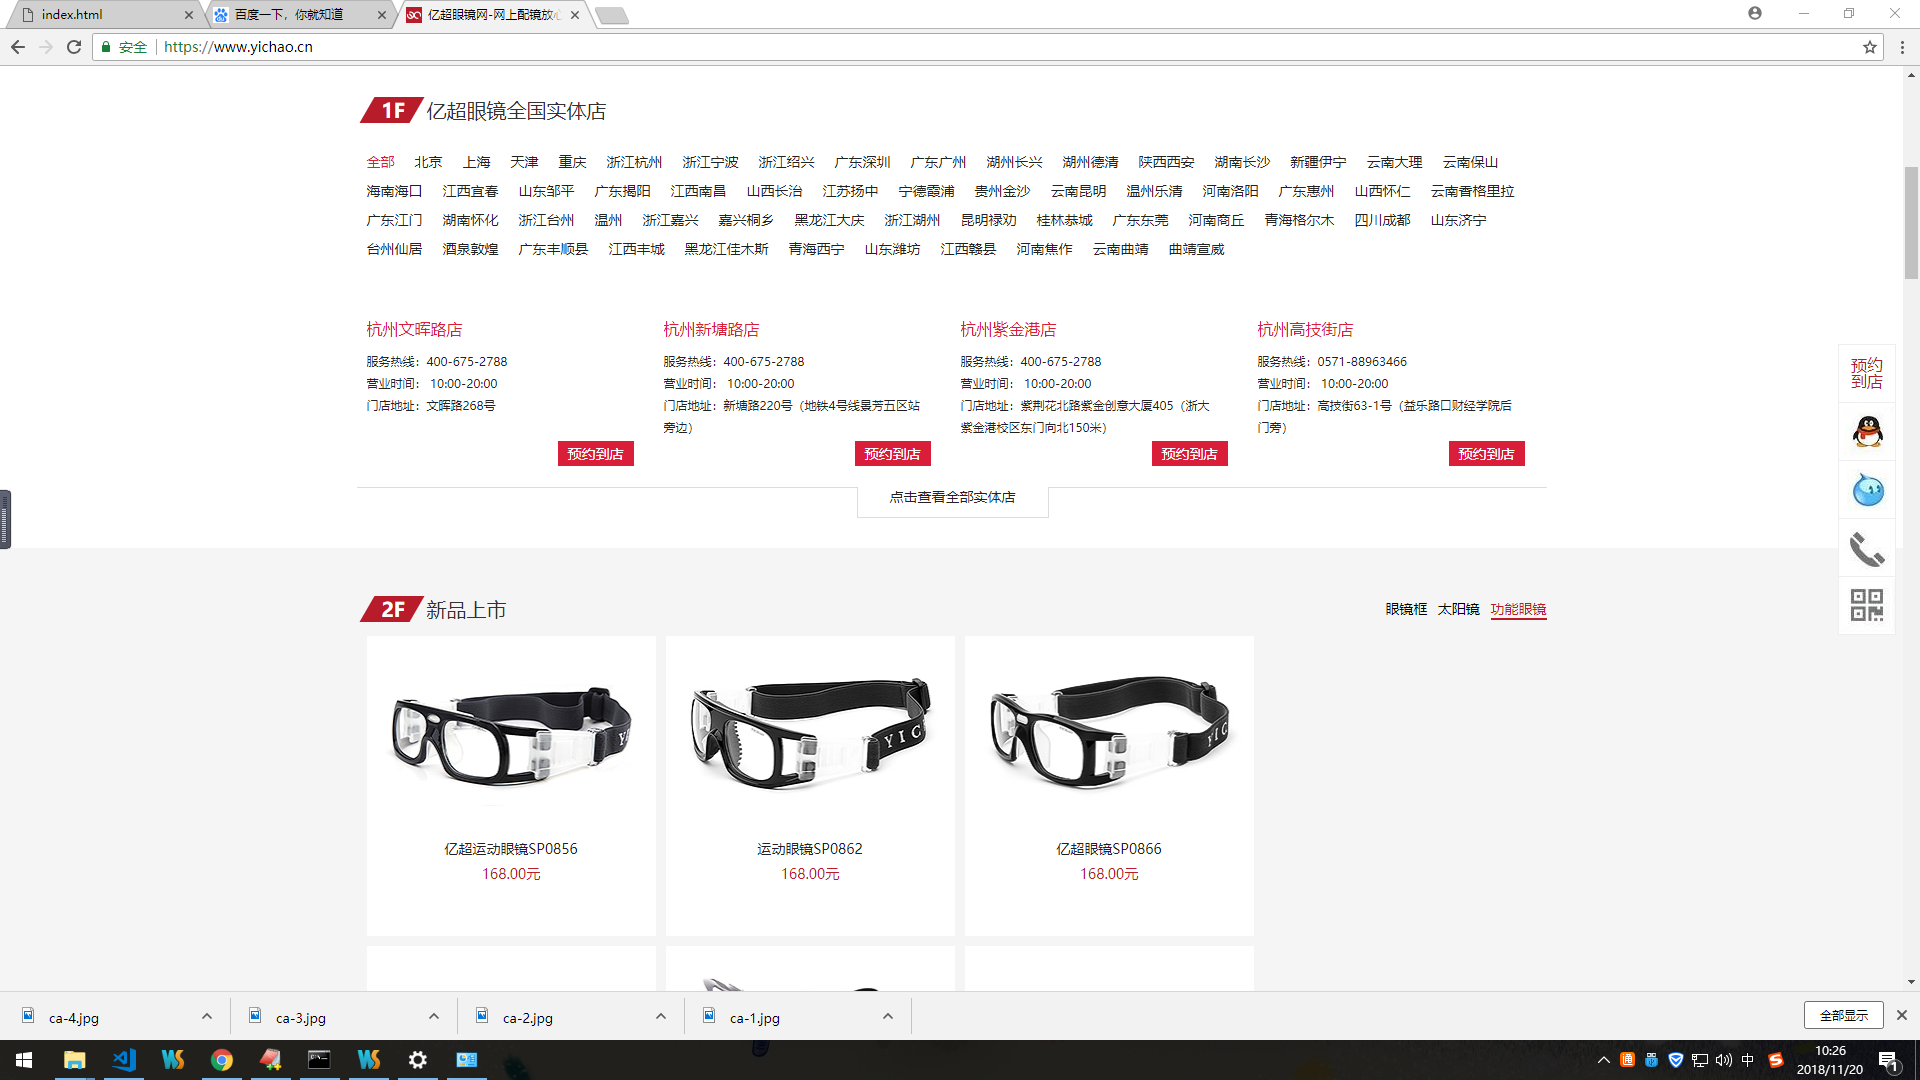 index.html
百度一下，你就知道
亿超眼镜网-网上配镜放心
安全 https://www.yichao.cn
1F 亿超眼镜全国实体店
全部 北京 上海 天津 重庆 浙江杭州 浙江宁波 浙江绍兴 广东深圳 广东广州 湖州长兴 湖州德清 陕西西安 湖南长沙 新疆伊宁 云南大理 云南保山
海南海口 江西宜春 山东邹平 广东揭阳 江西南昌 山西长治 江苏扬中 宁德霞浦 贵州金沙 云南昆明 温州乐清 河南洛阳 广东惠州 山西怀仁 云南香格里拉
广东江门 湖南怀化 浙江台州 温州 浙江嘉兴 嘉兴桐乡 黑龙江大庆 浙江湖州 昆明禄劝 桂林恭城 广东东莞 河南商丘 青海格尔木 四川成都 山东济宁
台州仙居 酒泉敦煌 广东丰顺县 江西丰城 黑龙江佳木斯 青海西宁 山东潍坊 江西赣县 河南焦作 云南曲靖 曲靖宣威
杭州文晖路店
服务热线：400-675-2788
营业时间： 10:00-20:00
门店地址：文晖路268号
预约到店
杭州新塘路店
服务热线：400-675-2788
营业时间： 10:00-20:00
门店地址：新塘路220号（地铁4号线景芳五区站
旁边）
预约到店
杭州紫金港店
服务热线：400-675-2788
营业时间： 10:00-20:00
门店地址：紫荆花北路紫金创意大厦405（浙大
紫金港校区东门向北150米）
预约到店
杭州高技街店
服务热线：0571-88963466
营业时间： 10:00-20:00
门店地址：高技街63-1号（益乐路口财经学院后
门旁）
预约到店
点击查看全部实体店
预约
到店
2F 新品上市
眼镜框 太阳镜 功能眼镜
YIC
YIC
亿超运动眼镜SP0856
168.00元
运动眼镜SP0862
168.00元
亿超眼镜SP0866
168.00元
ca-4.jpg
ca-3.jpg
ca-2.jpg
ca-1.jpg
全部显示
中
10:26
2018/11/20
1